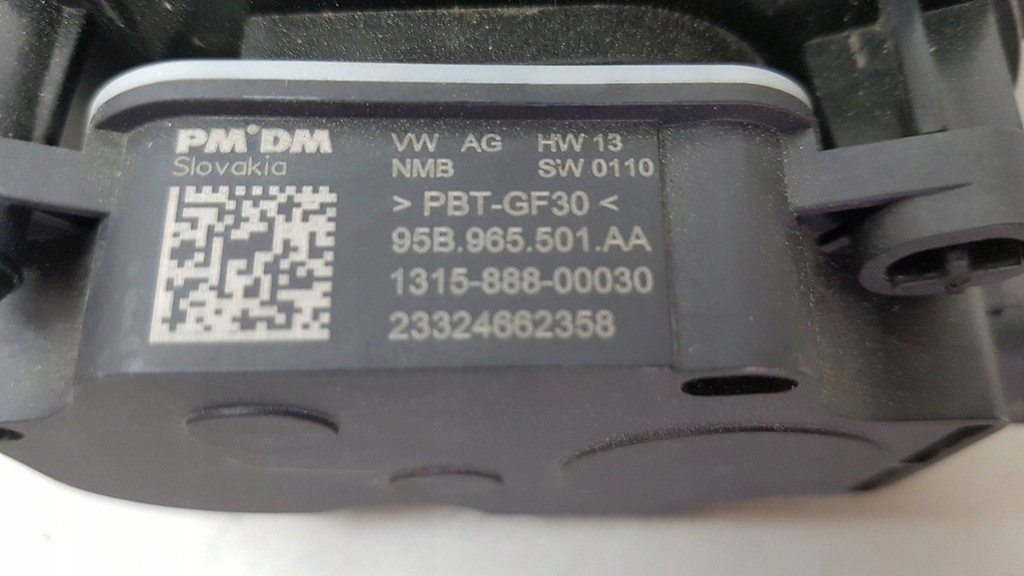 PM°DM
Slovakia
VW AG HW 13
NMB SW 0110
> PBT-GF30 <
95B.965.501.AA
1315-888-00030
23324662358